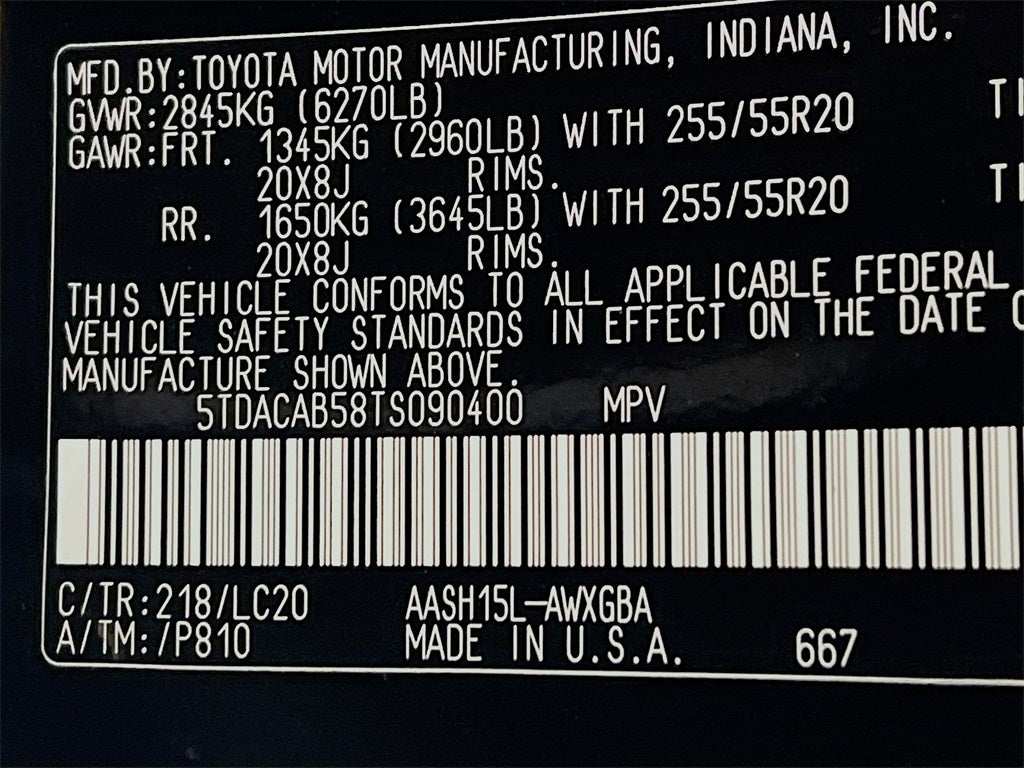 MFD.BY:TOYOTA MOTOR MANUFACTURING, INDIANA, INC.
GVWR:2845KG (6270LB)
GAWR:FRT. 1345KG (2960LB) WITH 255/55R20 TI
20X8J RIMS.
RR. 1650KG (3645LB) WITH 255/55R20 TI
20X8J RIMS.
THIS VEHICLE CONFORMS TO ALL APPLICABLE FEDERAL
VEHICLE SAFETY STANDARDS IN EFFECT ON THE DATE
MANUFACTURE SHOWN ABOVE.
5TDACAB58TS090400 MPV
C/TR:218/LC20 AASH15L-AWXGBA
A/TM:/P810 MADE IN U.S.A. 667